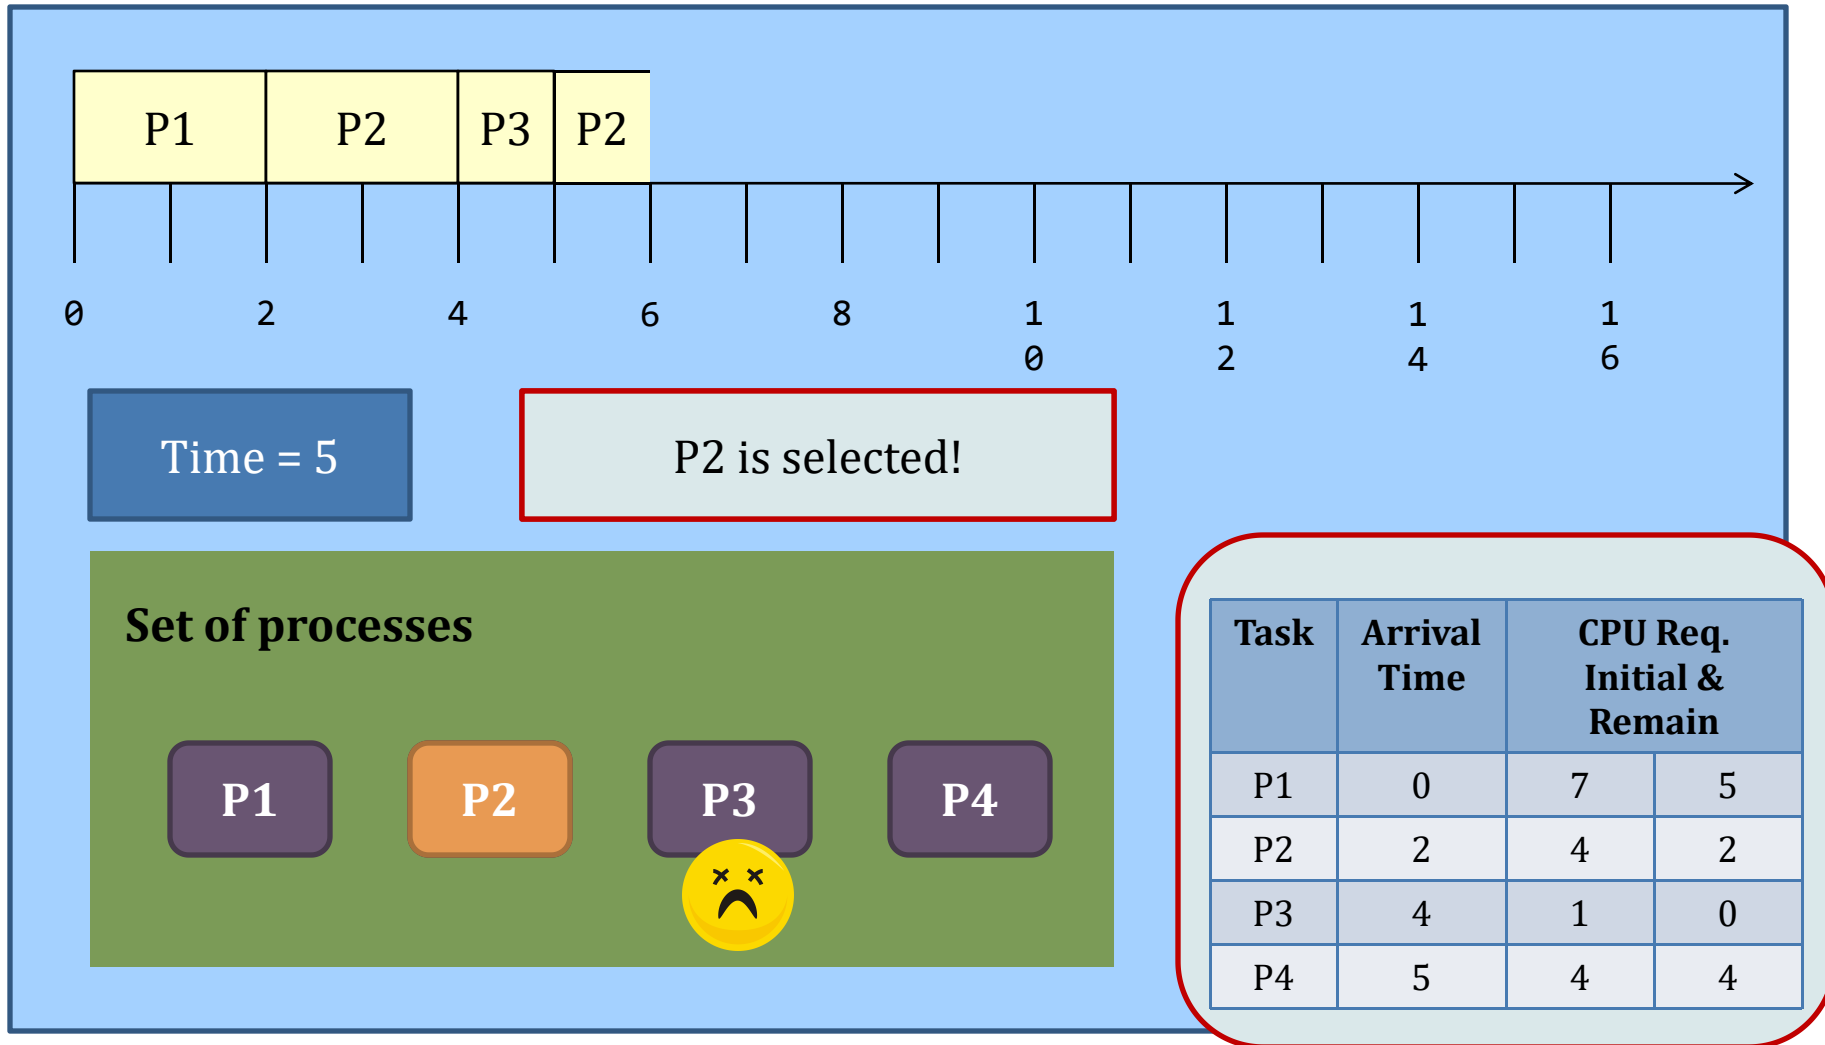 P1 P2 P3 P2
0 2 4 6 8 1 1 1 1
0 2 4 6
Time = 5
P2 is selected!
Set of processes
P1 P2 P3 P4
Task Arrival CPU Req.
Time Initial &
Remain
P1 0 7 5
P2 2 4 2
P3 4 1 0
P4 5 4 4